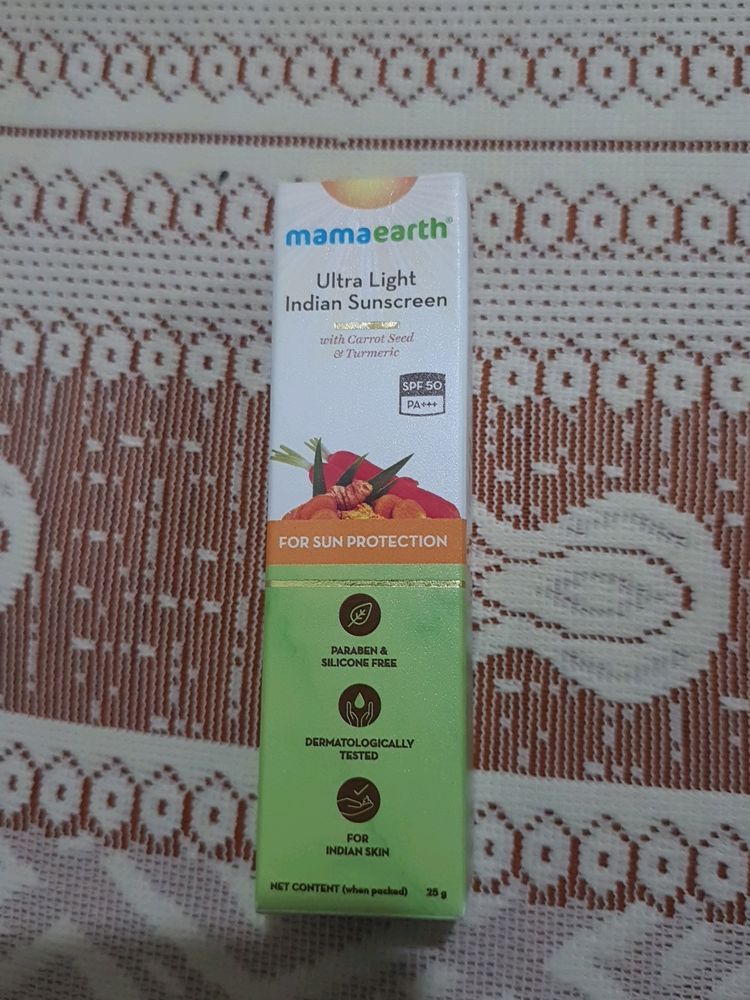 mamaearth®
Ultra Light
Indian Sunscreen
with Carrot Seed
& Turmeric
SPF 50
PA+++
FOR SUN PROTECTION
PARABEN &
SILICONE FREE
DERMATOLOGICALLY
TESTED
FOR
INDIAN SKIN
NET CONTENT (when packed) 25 g